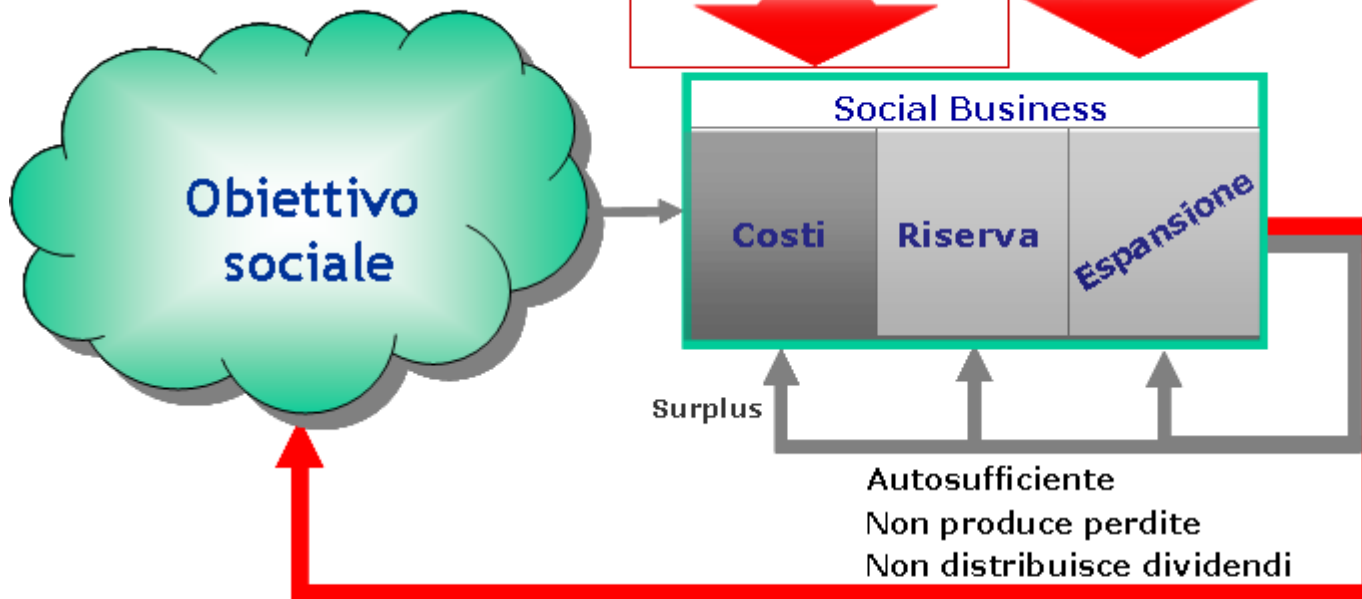 Social Business
Obiettivo
sociale
Costi
Riserva
Espansione
Surplus
Autosufficiente
Non produce perdite
Non distribuisce dividendi